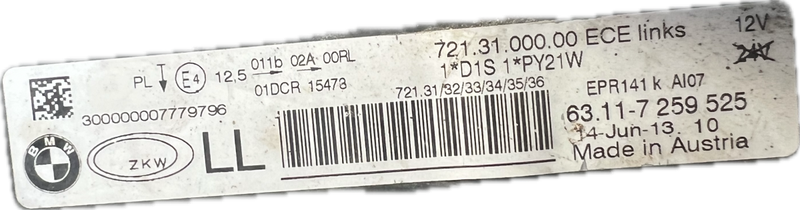 721.31.000.00 ECE links 12V
1*D1S 1*PY21W 24V
PL E4 12,5 011b 02A 00RL
01DCR 15473
721.31/32/33/34/35/36
EPR141 k AI07
300000007779796
63.11-7 259 525
14-Jun-13 10
Made in Austria
BMW
ZKW
LL